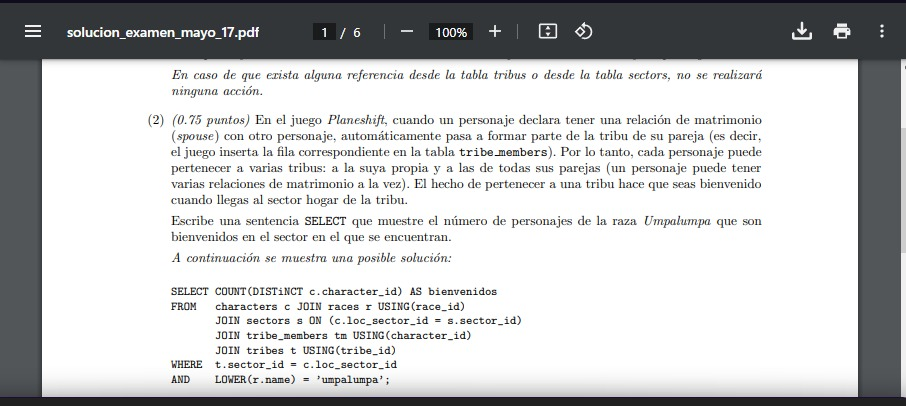 solucion_examen_mayo_17.pdf
1 / 6
100%
En caso de que exista alguna referencia desde la tabla tribus o desde la tabla sectors, no se realizará
ninguna acción.
(2) (0.75 puntos) En el juego Planeshift, cuando un personaje declara tener una relación de matrimonio
(spouse) con otro personaje, automáticamente pasa a formar parte de la tribu de su pareja (es decir,
el juego inserta la fila correspondiente en la tabla tribe_members). Por lo tanto, cada personaje puede
pertenecer a varias tribus: a la suya propia y a las de todas sus parejas (un personaje puede tener
varias relaciones de matrimonio a la vez). El hecho de pertenecer a una tribu hace que seas bienvenido
cuando llegas al sector hogar de la tribu.
Escribe una sentencia SELECT que muestre el número de personajes de la raza Umpalumpa que son
bienvenidos en el sector en el que se encuentran.
A continuación se muestra una posible solución:
SELECT COUNT(DISTiNCT c.character_id) AS bienvenidos
FROM characters c JOIN races r USING(race_id)
JOIN sectors s ON (c.loc_sector_id = s.sector_id)
JOIN tribe_members tm USING(character_id)
JOIN tribes t USING(tribe_id)
WHERE t.sector_id = c.loc_sector_id
AND LOWER(r.name) = 'umpalumpa';